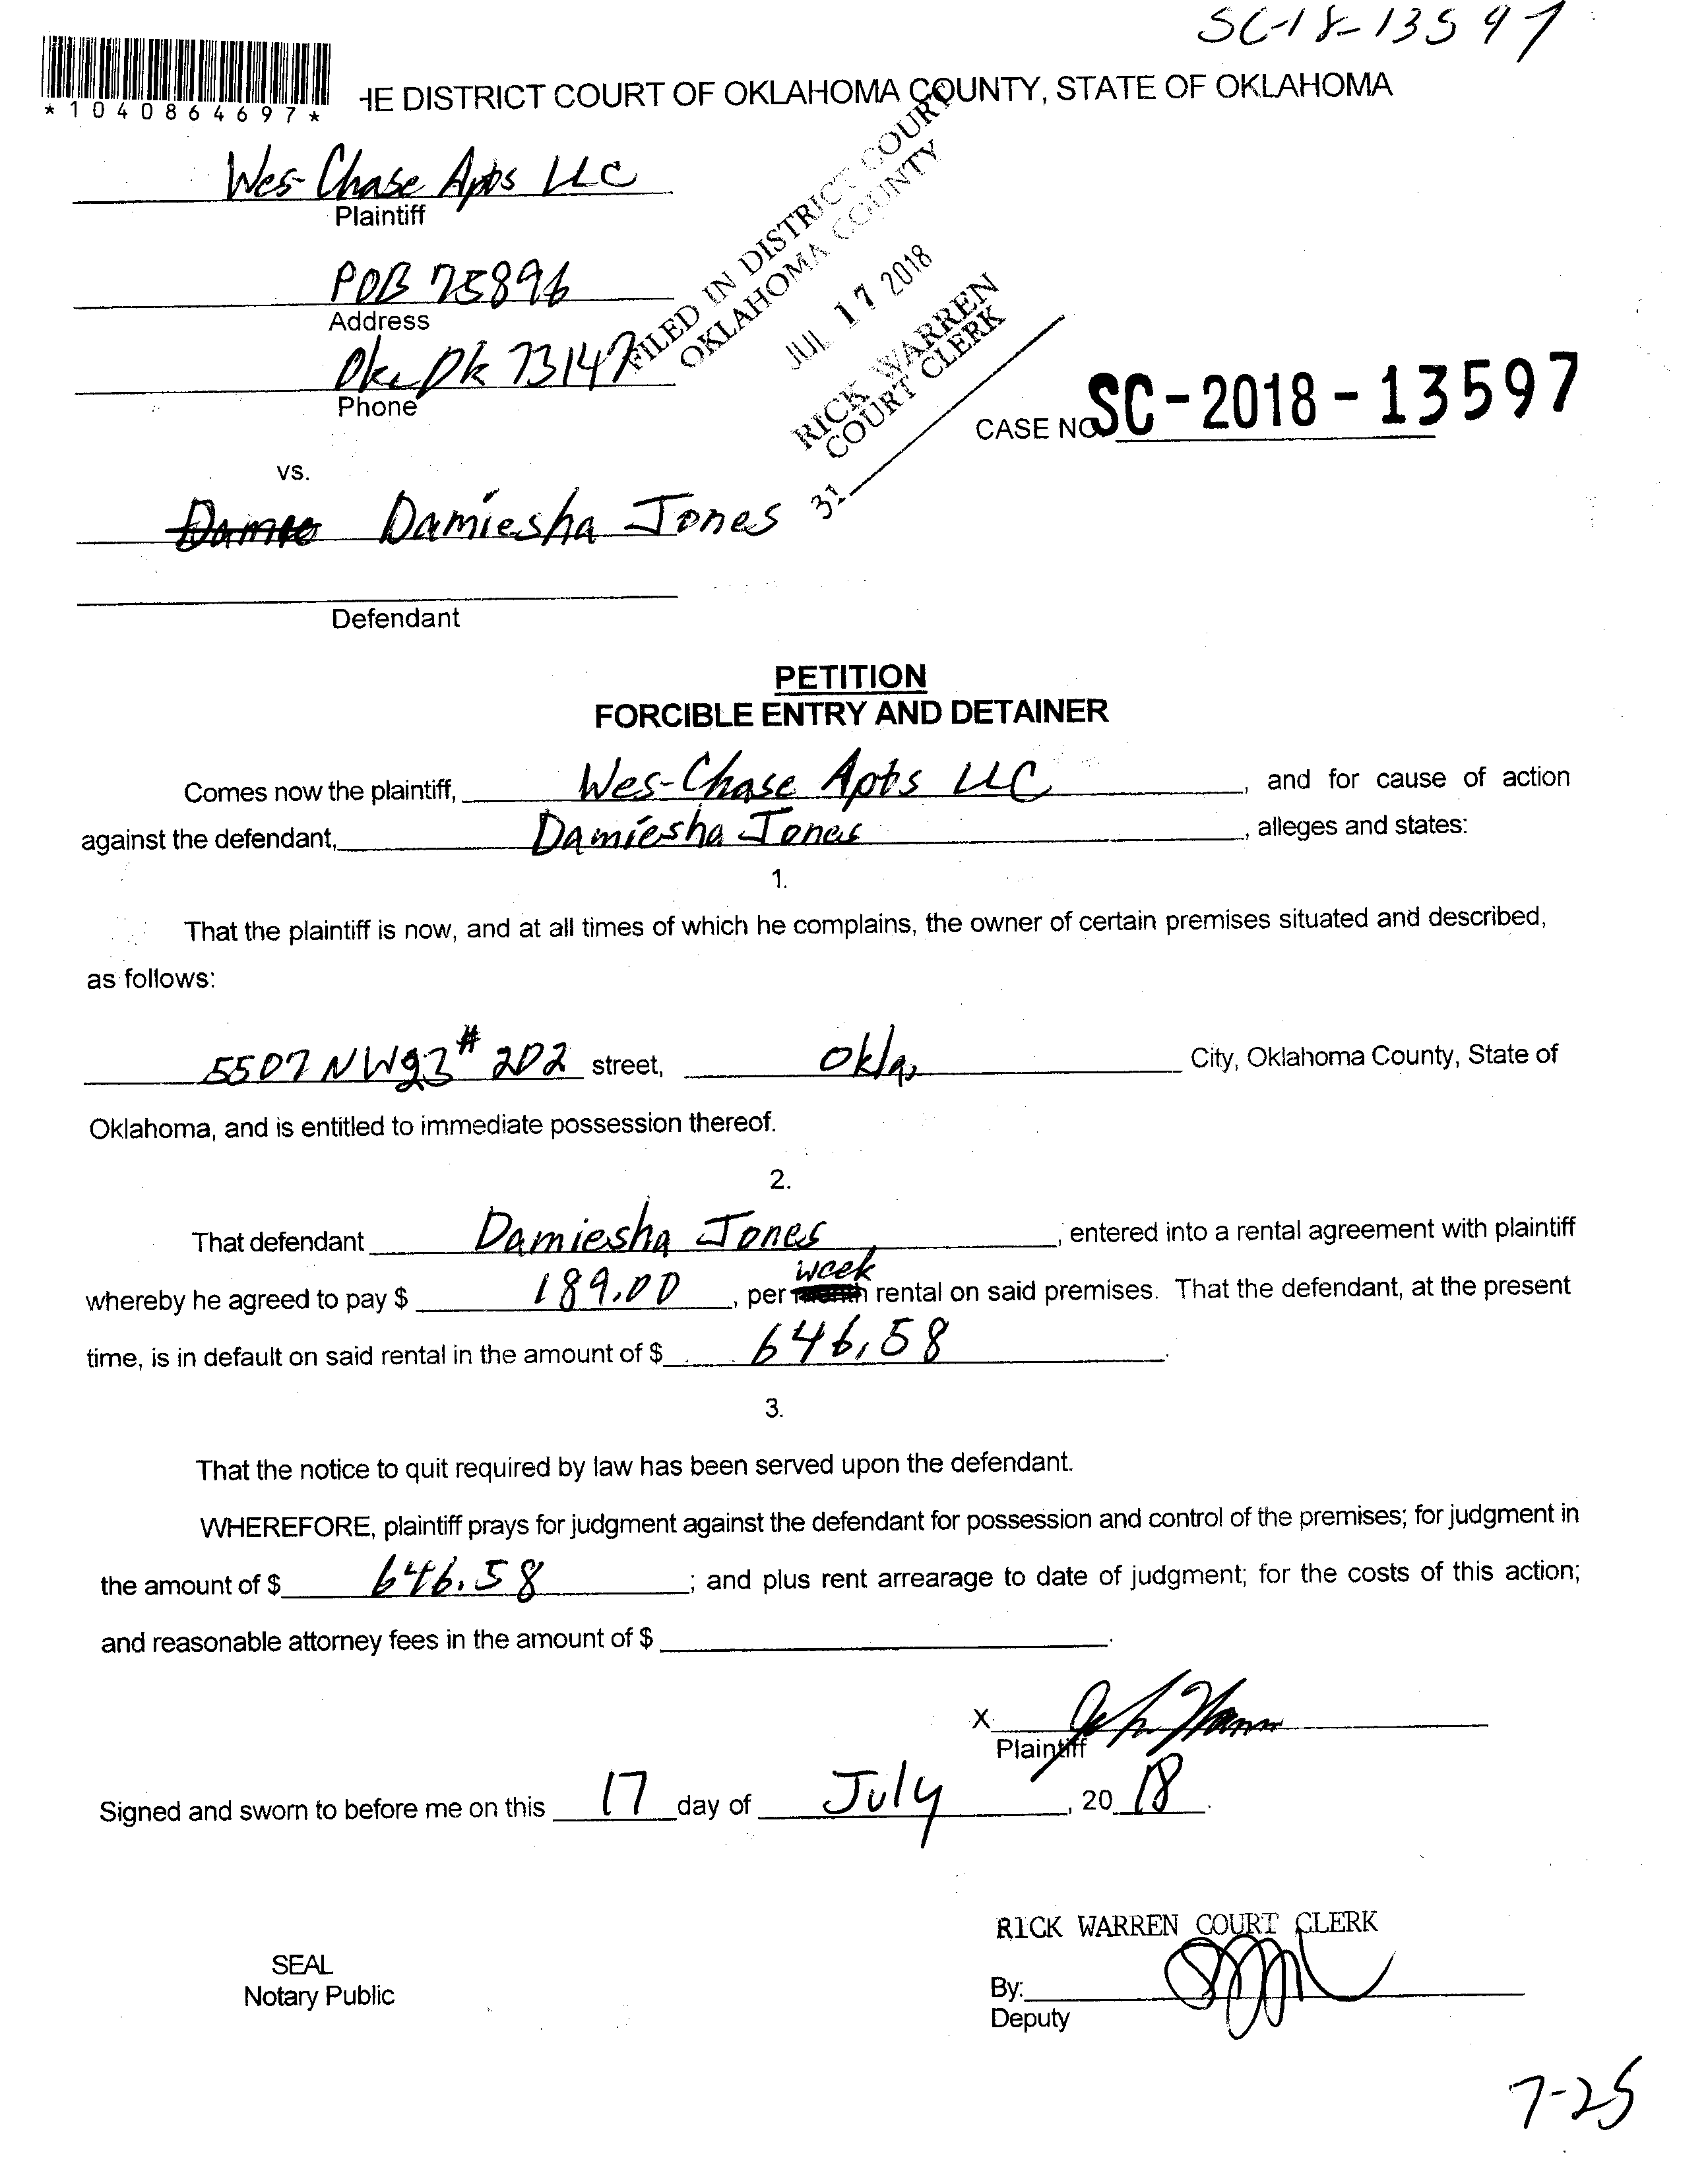 SC-18-13597
*1040864697*
HE DISTRICT COURT OF OKLAHOMA COUNTY, STATE OF OKLAHOMA
Wes-Chase Apts LLC
Plaintiff
POB 75896
Address
Okc Ok 73147
Phone
FILED IN DISTRICT COURT
OKLAHOMA COUNTY
JUL 17 2018
RICK WARREN
COURT CLERK
31
CASE NO. SC-2018-13597
vs.
Damie Damiesha Jones
Defendant
PETITION
FORCIBLE ENTRY AND DETAINER
Comes now the plaintiff, Wes-Chase Apts LLC, and for cause of action
against the defendant, Damiesha Jones, alleges and states:
1.
That the plaintiff is now, and at all times of which he complains, the owner of certain premises situated and described,
as follows:
5507 NW23 # 202 street, Okla, City, Oklahoma County, State of
Oklahoma, and is entitled to immediate possession thereof.
2.
That defendant Damiesha Jones, entered into a rental agreement with plaintiff
whereby he agreed to pay $ 189.00, per month week rental on said premises. That the defendant, at the present
time, is in default on said rental in the amount of $ 646,58.
3.
That the notice to quit required by law has been served upon the defendant.
WHEREFORE, plaintiff prays for judgment against the defendant for possession and control of the premises; for judgment in
the amount of $ 646.58; and plus rent arrearage to date of judgment; for the costs of this action;
and reasonable attorney fees in the amount of $ .
X
Plaintiff
Signed and sworn to before me on this 17 day of July, 20 18.
RICK WARREN COURT CLERK
SEAL
Notary Public
By:
Deputy
7-25